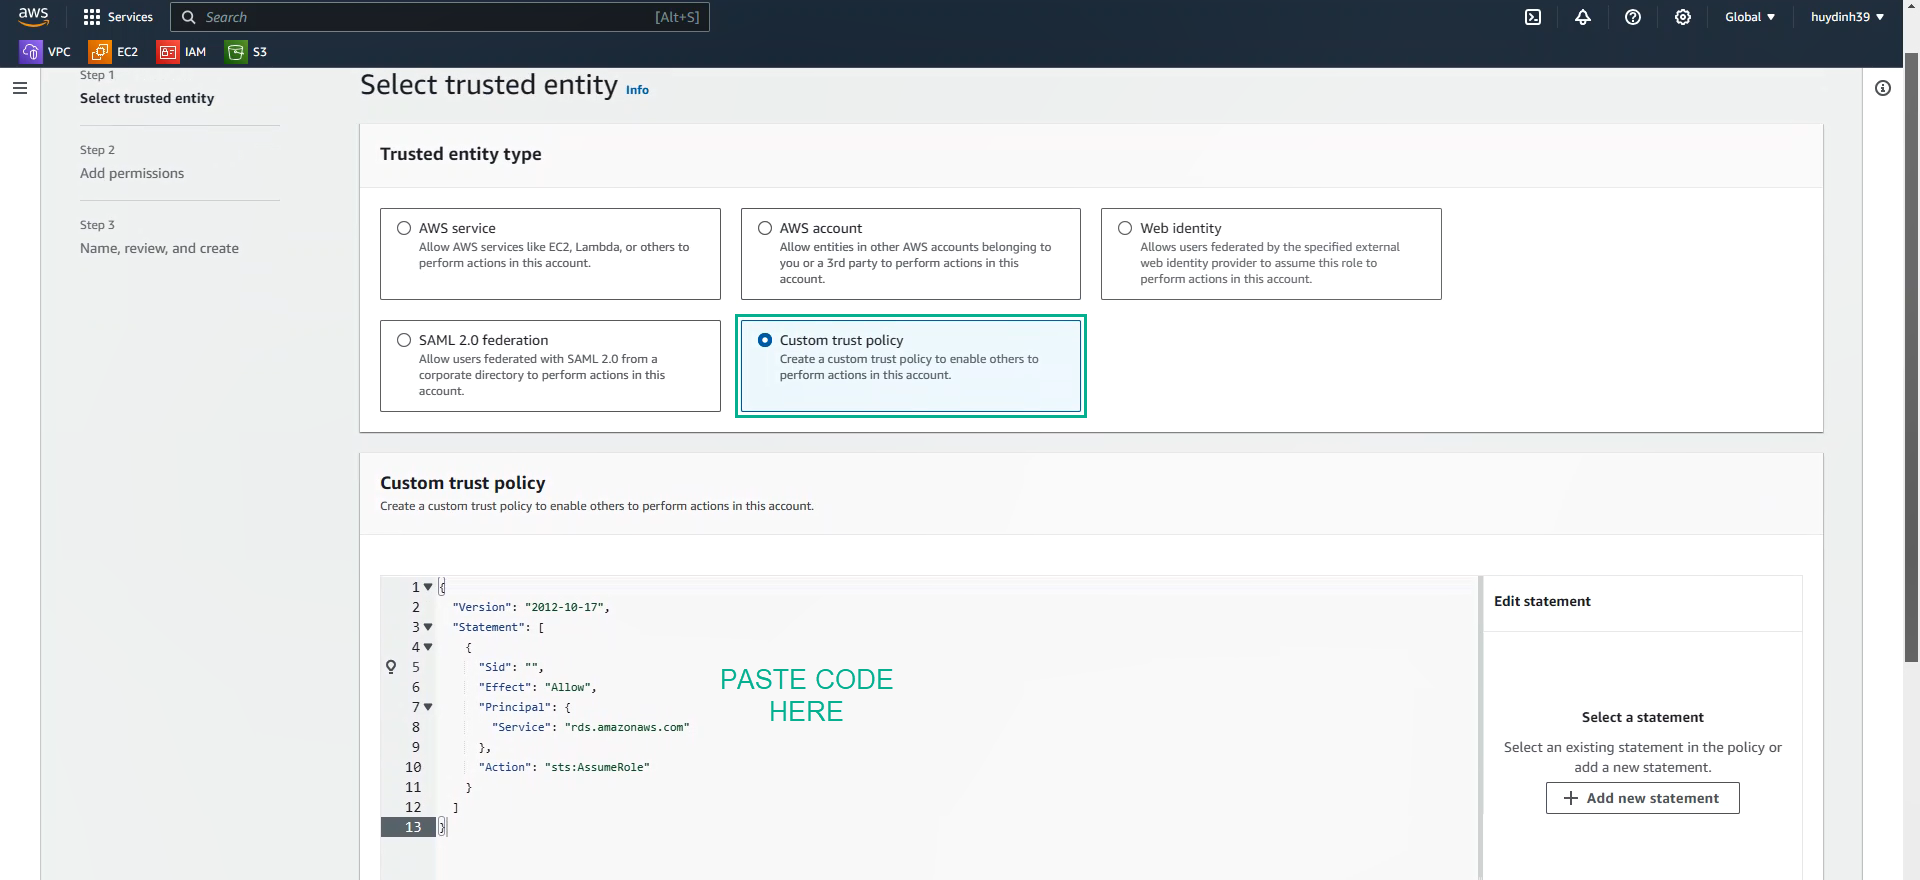 aws
Services
Search
[Alt+S]
Global
huydinh39
VPC
EC2
IAM
S3
Step 1
Select trusted entity
Step 2
Add permissions
Step 3
Name, review, and create
Select trusted entity Info
Trusted entity type
AWS service
Allow AWS services like EC2, Lambda, or others to
perform actions in this account.
AWS account
Allow entities in other AWS accounts belonging to
you or a 3rd party to perform actions in this
account.
Web identity
Allows users federated by the specified external
web identity provider to assume this role to
perform actions in this account.
SAML 2.0 federation
Allow users federated with SAML 2.0 from a
corporate directory to perform actions in this
account.
Custom trust policy
Create a custom trust policy to enable others to
perform actions in this account.
Custom trust policy
Create a custom trust policy to enable others to perform actions in this account.
1 {
2 "Version": "2012-10-17",
3 "Statement": [
4 {
5 "Sid": "",
6 "Effect": "Allow",
7 "Principal": {
8 "Service": "rds.amazonaws.com"
9 },
10 "Action": "sts:AssumeRole"
11 }
12 ]
13 }
PASTE CODE
HERE
Edit statement
Select a statement
Select an existing statement in the policy or
add a new statement.
+ Add new statement